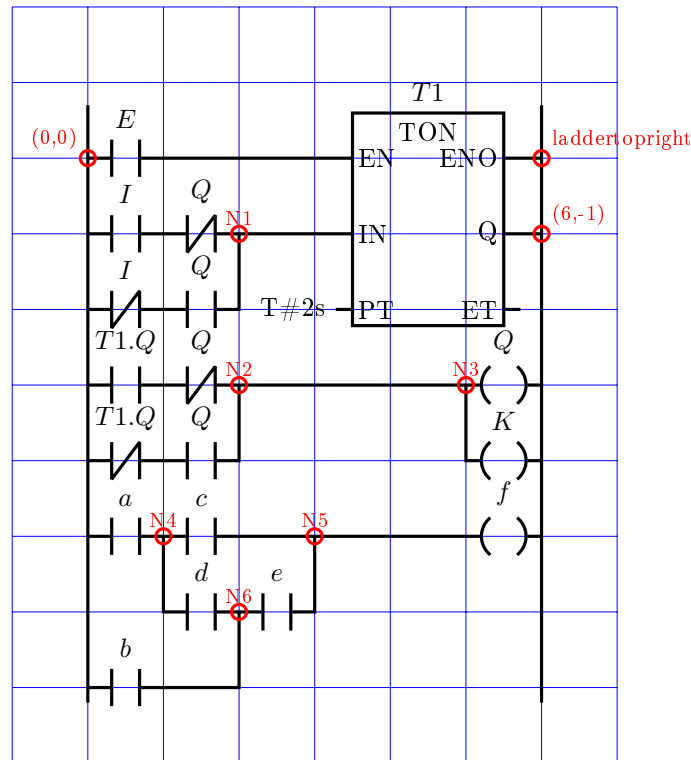 T1
E
TON
(0,0)
EN
ENO
laddertopright
I
Q
N1
IN
Q
(6,-1)
I
Q
T#2s
PT
ET
T1.Q
Q
Q
N2
N3
T1.Q
Q
K
a
c
f
N4
N5
d
e
N6
b